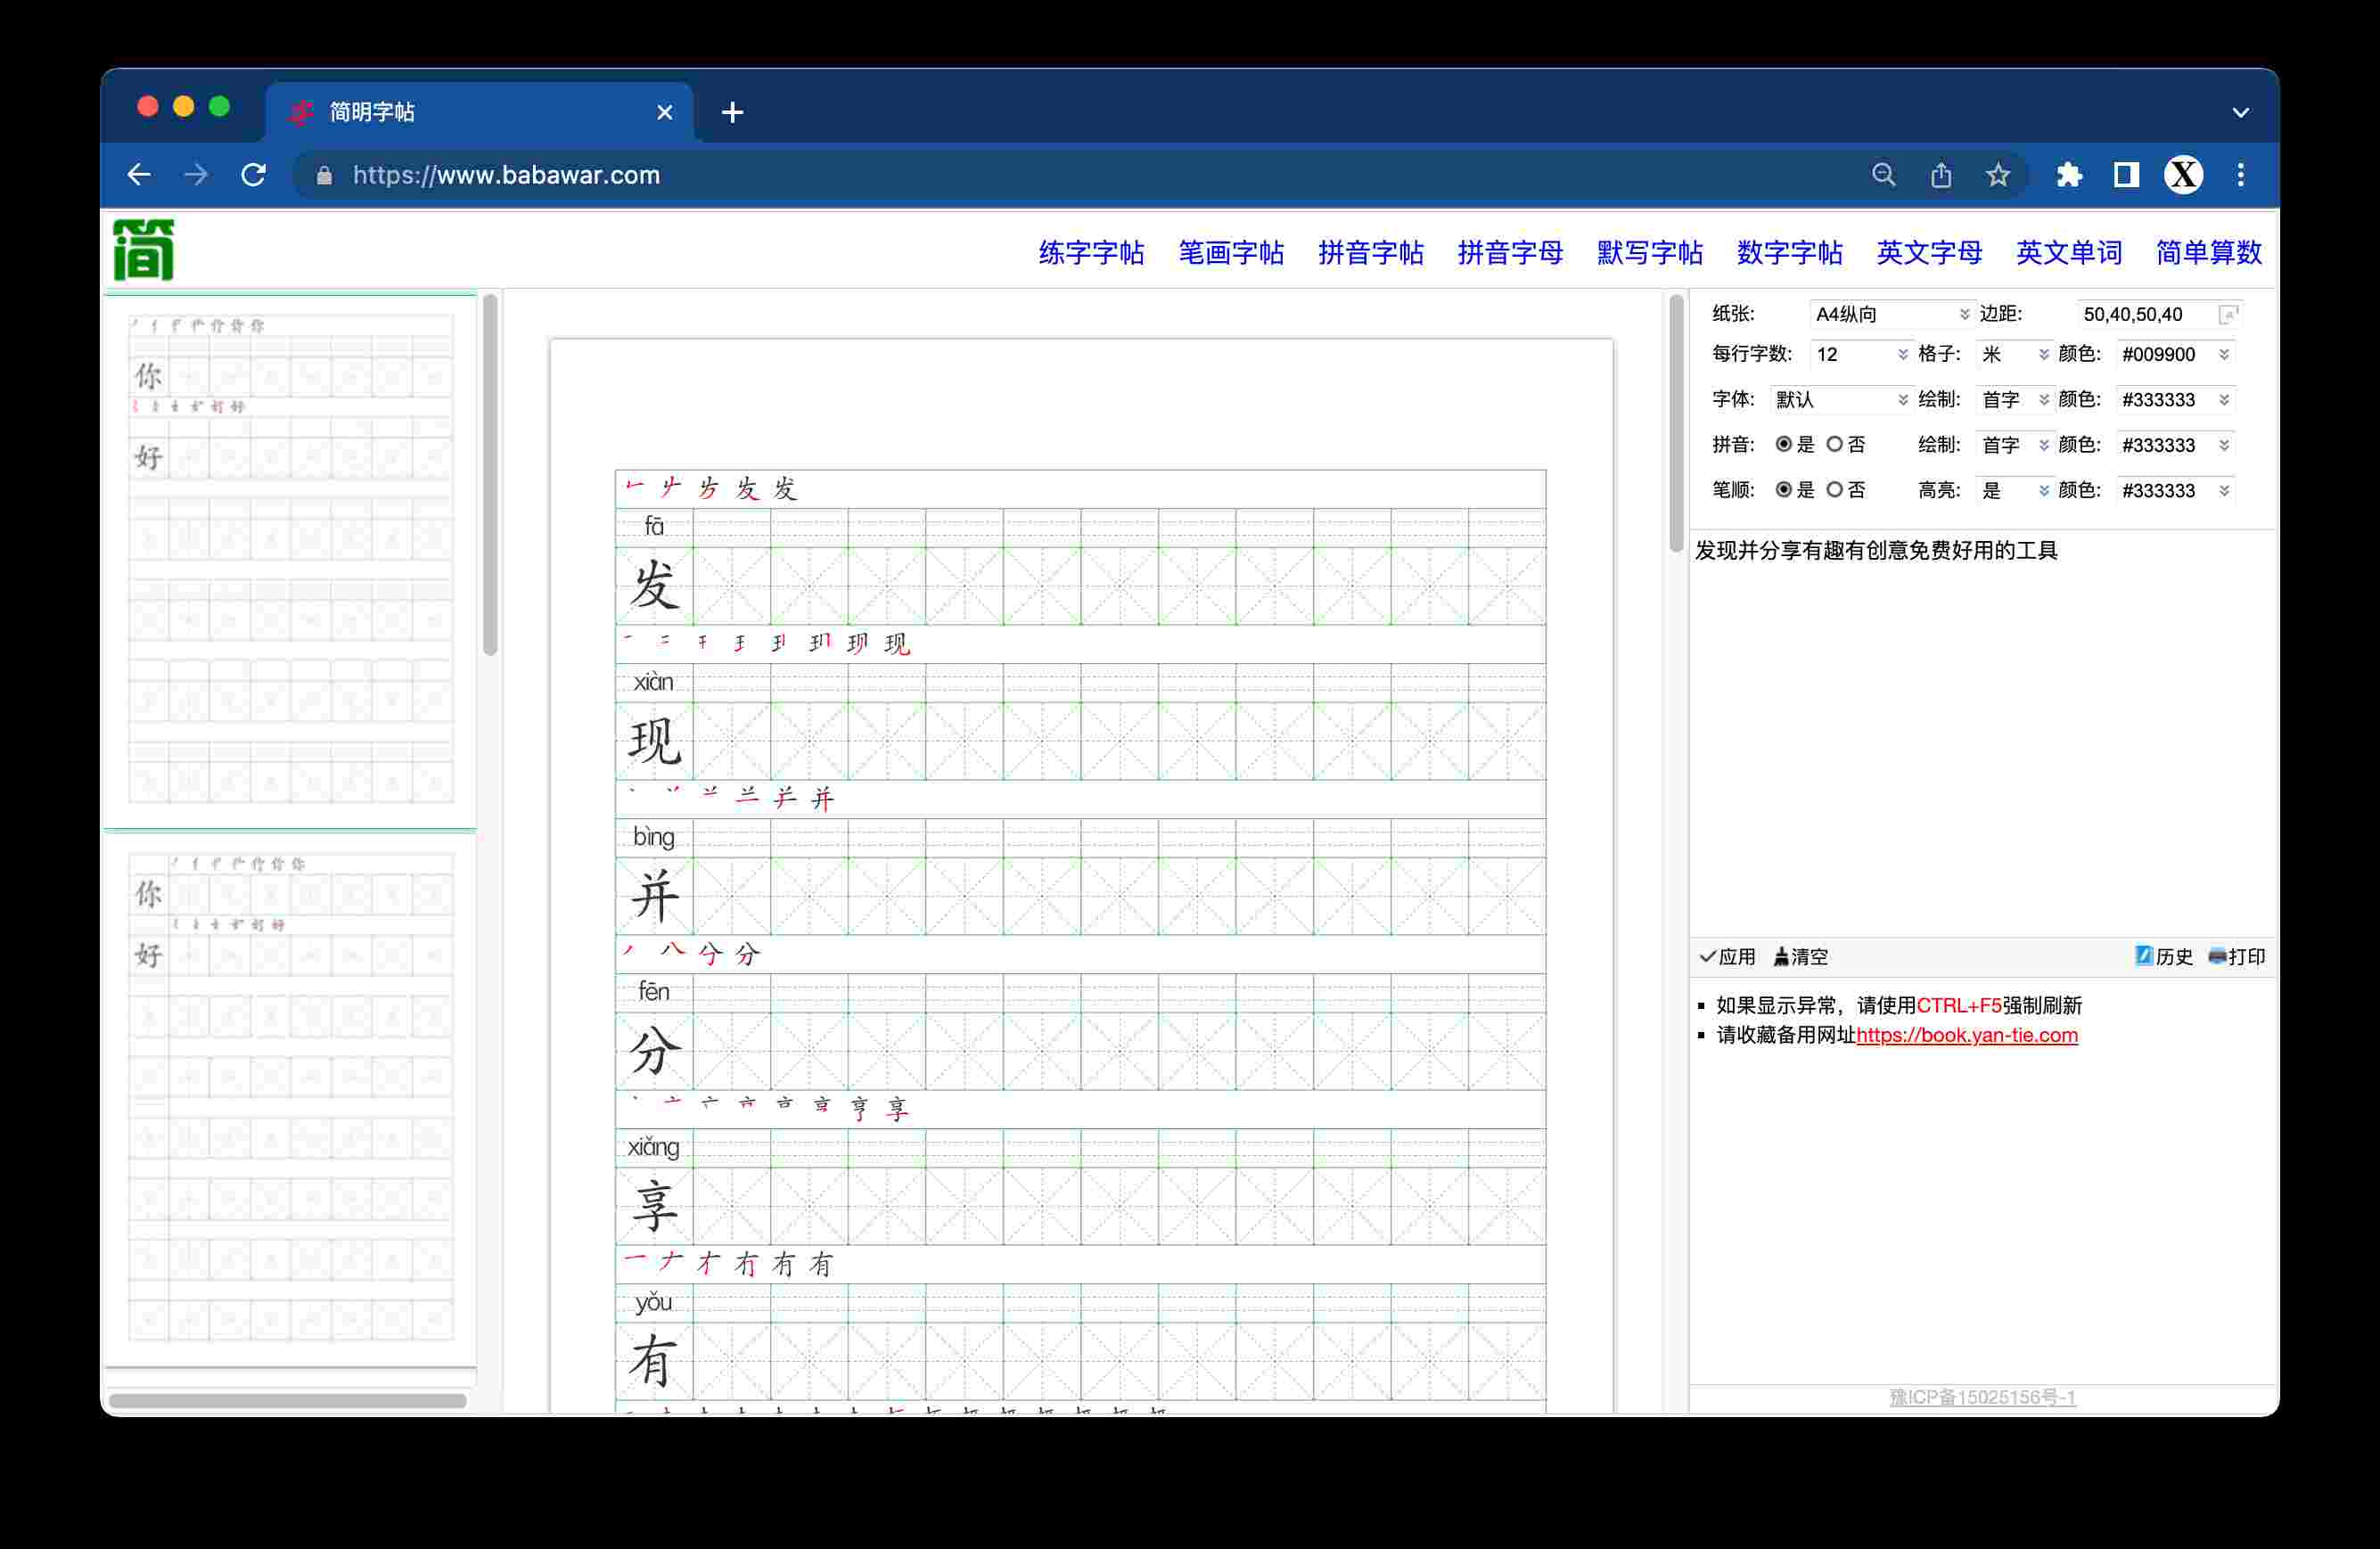 简明字帖
https://www.babawar.com
X
简
练字字帖 笔画字帖 拼音字帖 拼音字母 默写字帖 数字字帖 英文字母 英文单词 简单算数
你
好
你
好
发
fā
发
现
xiàn
现
并
bìng
并
分
fēn
分
享
xiǎng
享
有
yǒu
有
纸张: A4纵向 边距: 50,40,50,40
每行字数: 12 格子: 米 颜色: #009900
字体: 默认 绘制: 首字 颜色: #333333
拼音: 是 否 绘制: 首字 颜色: #333333
笔顺: 是 否 高亮: 是 颜色: #333333
发现并分享有趣有创意免费好用的工具
应用 清空 历史 打印
如果显示异常，请使用CTRL+F5强制刷新
请收藏备用网址https://book.yan-tie.com
豫ICP备15025156号-1